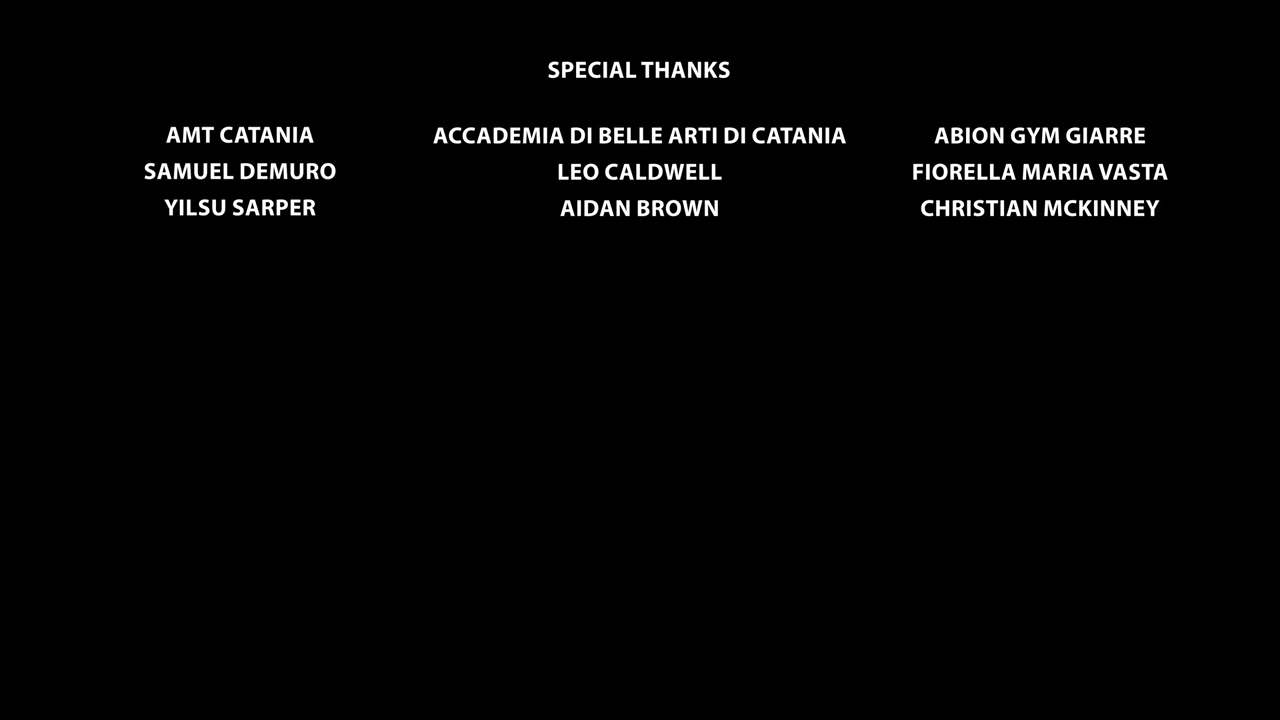 SPECIAL THANKS
AMT CATANIA
ACCADEMIA DI BELLE ARTI DI CATANIA
ABION GYM GIARRE
SAMUEL DEMURO
LEO CALDWELL
FIORELLA MARIA VASTA
YILSU SARPER
AIDAN BROWN
CHRISTIAN MCKINNEY